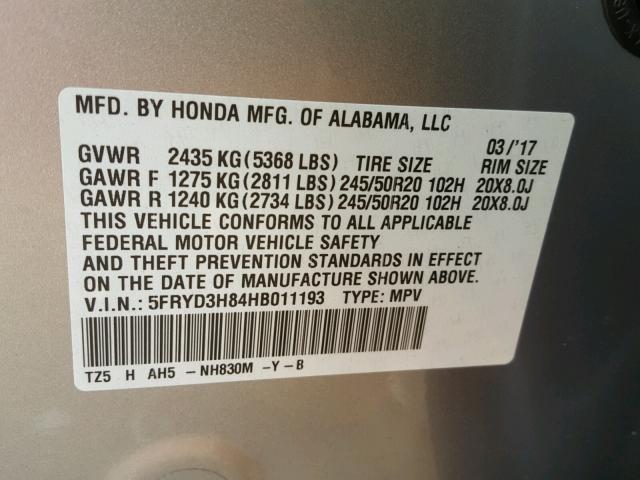 MFD. BY HONDA MFG. OF ALABAMA, LLC
03/'17
GVWR 2435 KG(5368 LBS) TIRE SIZE RIM SIZE
GAWR F 1275 KG(2811 LBS) 245/50R20 102H 20X8.0J
GAWR R 1240 KG(2734 LBS) 245/50R20 102H 20X8.0J
THIS VEHICLE CONFORMS TO ALL APPLICABLE
FEDERAL MOTOR VEHICLE SAFETY
AND THEFT PREVENTION STANDARDS IN EFFECT
ON THE DATE OF MANUFACTURE SHOWN ABOVE.
V.I.N.: 5FRYD3H84HB011193 TYPE: MPV
TZ5 H AH5 -NH830M -Y-B